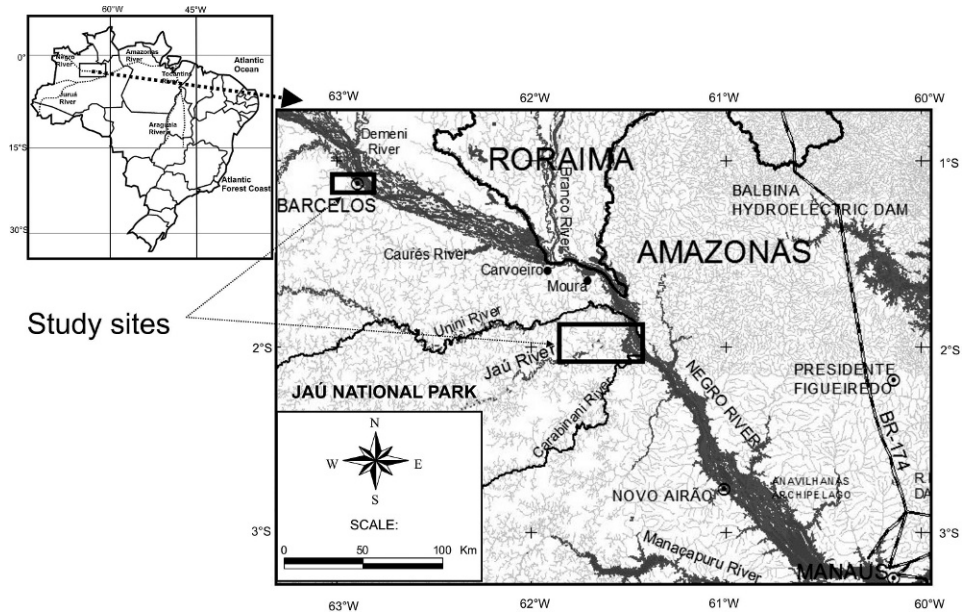 60°W
45°W
0°
Negro
River
Amazonas
River
Atlantic
Ocean
Tocantins
Juruá
River
Araguaia
River
15°S
Atlantic
Forest Coast
30°S
63°W
62°W
61°W
60°W
Demeni
River
RORAIMA
1°S
Branco River
BARCELOS
BALBINA
HYDROELECTRIC DAM
AMAZONAS
Caurés River
Carvoeiro
Moura
Study sites
Unini River
2°S
2°S
Jaú River
PRESIDENTE
FIGUEIREDO
JAÚ NATIONAL PARK
NEGRO RIVER
Carabinani River
BR-174
N
W
E
S
NOVO AIRÃO
ANAVILHANAS
ARCHIPELAGO
R.
DA
SCALE:
3°S
3°S
0
50
100
Km
Manacapuru River
MANAUS
63°W
62°W
61°W
60°W